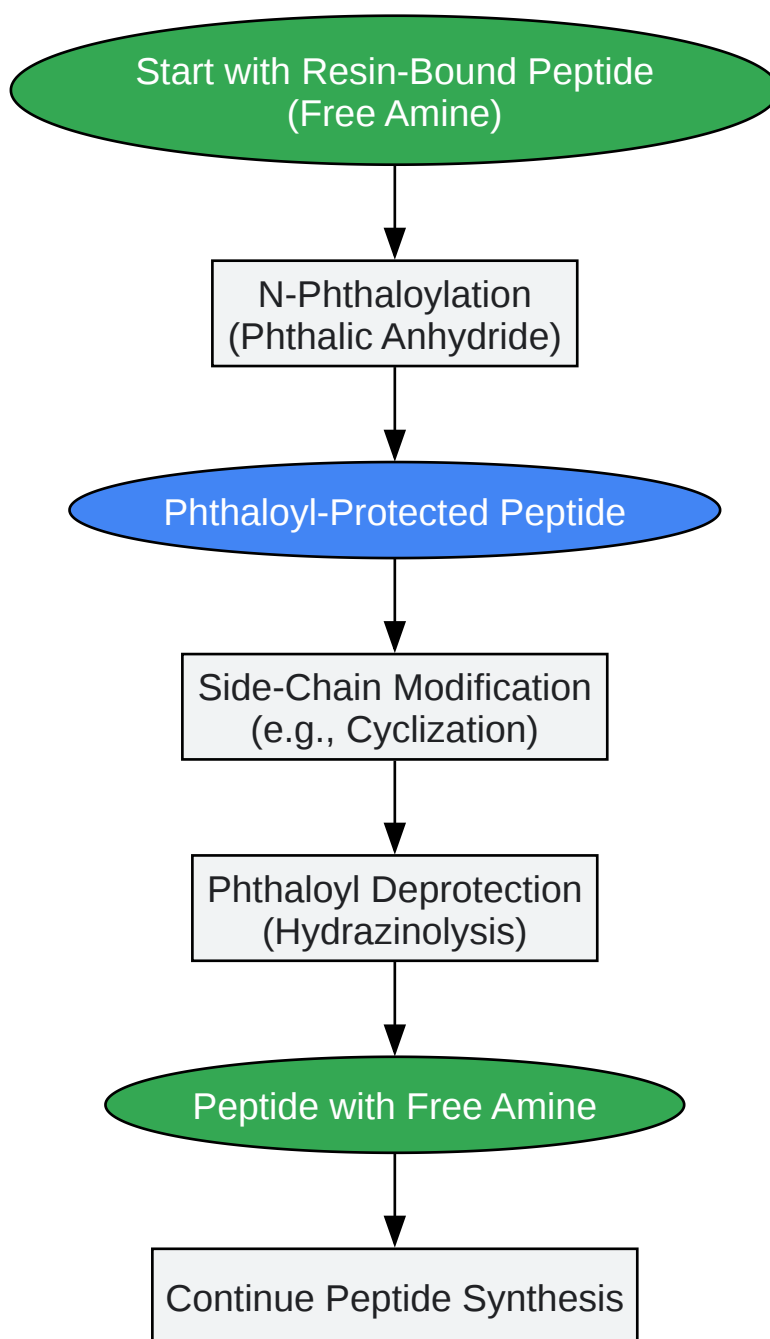 Start with Resin-Bound Peptide
(Free Amine)
N-Phthaloylation
(Phthalic Anhydride)
Phthaloyl-Protected Peptide
Side-Chain Modification
(e.g., Cyclization)
Phthaloyl Deprotection
(Hydrazinolysis)
Peptide with Free Amine
Continue Peptide Synthesis